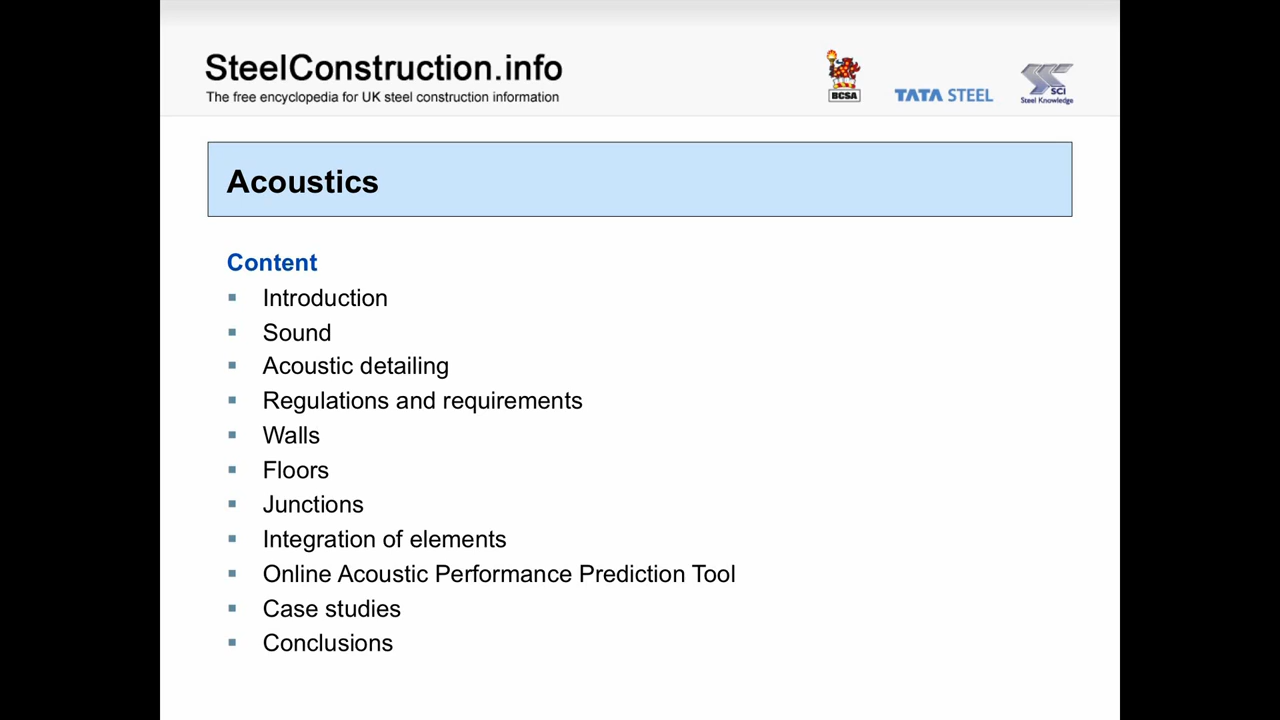 SteelConstruction.info
The free encyclopedia for UK steel construction information
BCSA
TATA STEEL
SCI
Steel Knowledge
Acoustics
Content
Introduction
Sound
Acoustic detailing
Regulations and requirements
Walls
Floors
Junctions
Integration of elements
Online Acoustic Performance Prediction Tool
Case studies
Conclusions